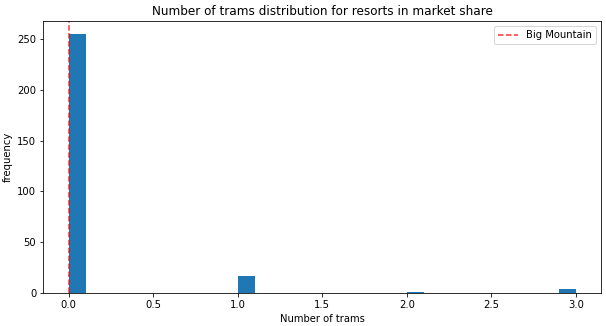 Number of trams distribution for resorts in market share
Big Mountain
frequency
250
200
150
100
50
0
0.0 0.5 1.0 1.5 2.0 2.5 3.0
Number of trams